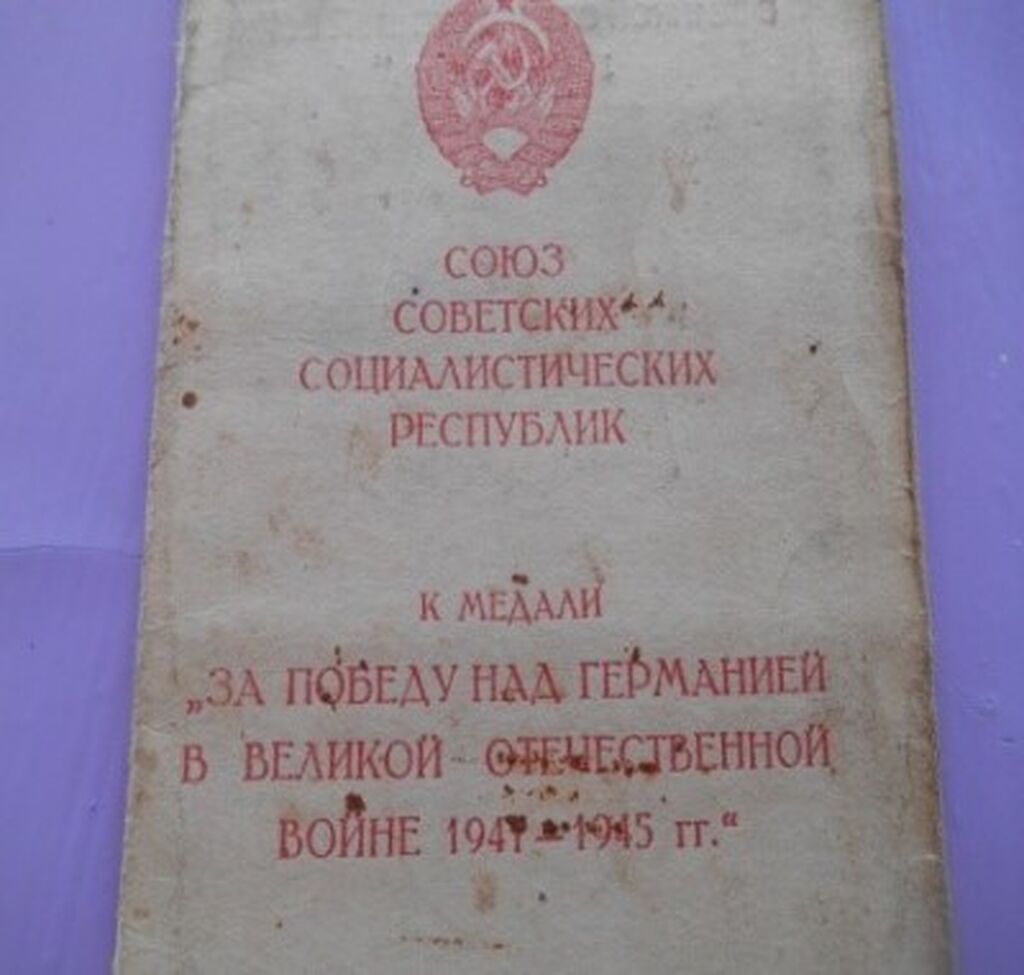 СОЮЗ
СОВЕТСКИХ
СОЦИАЛИСТИЧЕСКИХ
РЕСПУБЛИК
К МЕДАЛИ
„ЗА ПОБЕДУ НАД ГЕРМАНИЕЙ
В ВЕЛИКОЙ ОТЕЧЕСТВЕННОЙ
ВОЙНЕ 1941—1945 гг.“